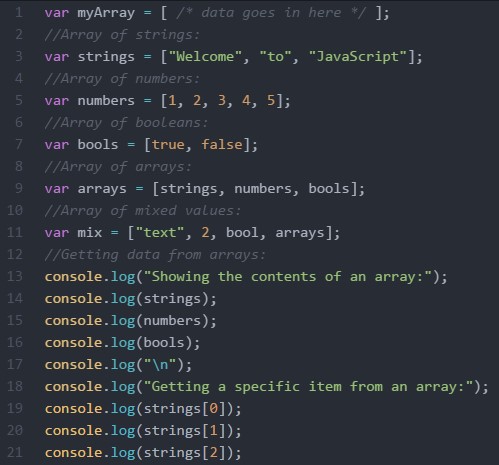 1 var myArray = [ /* data goes in here */ ];
2 //Array of strings:
3 var strings = ["Welcome", "to", "JavaScript"];
4 //Array of numbers:
5 var numbers = [1, 2, 3, 4, 5];
6 //Array of booleans:
7 var bools = [true, false];
8 //Array of arrays:
9 var arrays = [strings, numbers, bools];
10 //Array of mixed values:
11 var mix = ["text", 2, bool, arrays];
12 //Getting data from arrays:
13 console.log("Showing the contents of an array:");
14 console.log(strings);
15 console.log(numbers);
16 console.log(bools);
17 console.log("\n");
18 console.log("Getting a specific item from an array:");
19 console.log(strings[0]);
20 console.log(strings[1]);
21 console.log(strings[2]);